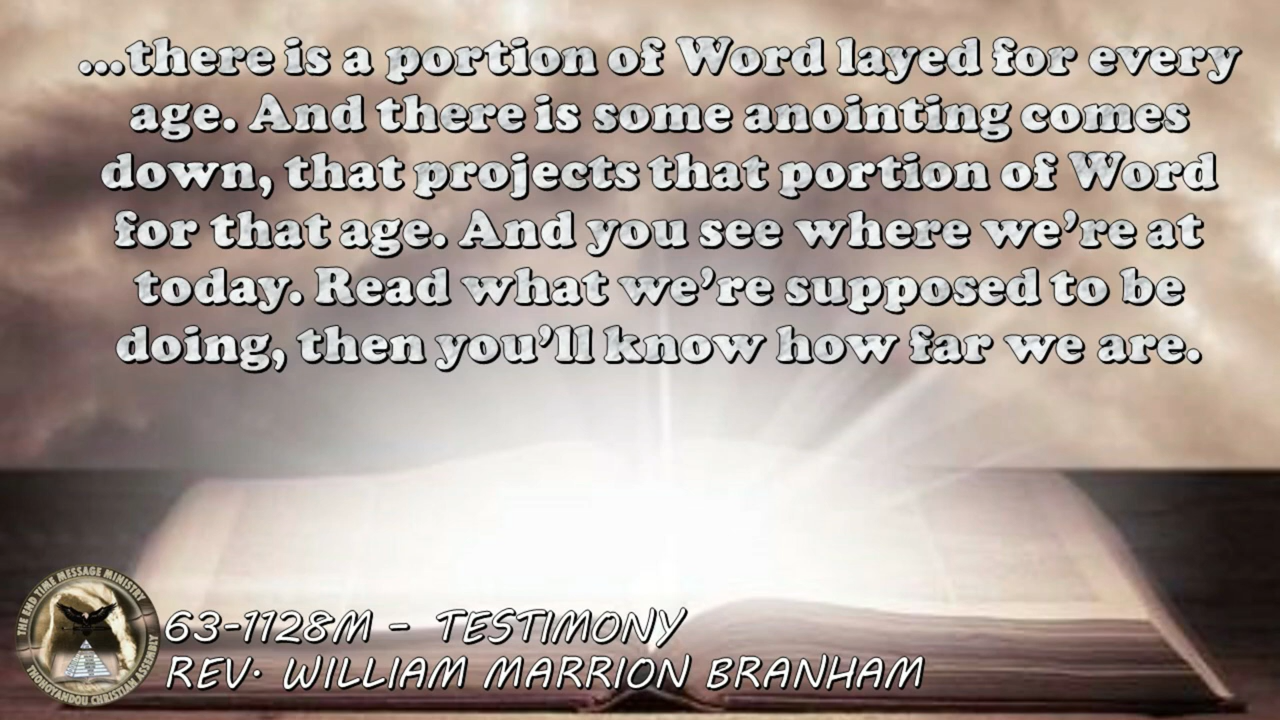 ...there is a portion of Word layed for every
age. And there is some anointing comes
down, that projects that portion of Word
for that age. And you see where we're at
today. Read what we're supposed to be
doing, then you'll know how far we are.
THE END TIME MESSAGE MINISTRY
THOHOYANDOU CHRISTIAN ASSEMBLY
63-1128M - TESTIMONY
REV. WILLIAM MARRION BRANHAM